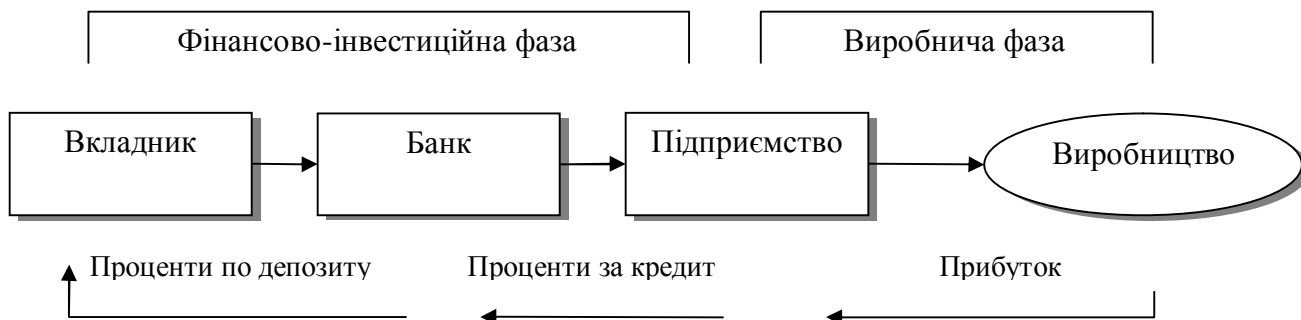 Фінансово-інвестиційна фаза
Виробнича фаза
Вкладник
Банк
Підприємство
Виробництво
Проценти по депозиту
Проценти за кредит
Прибуток